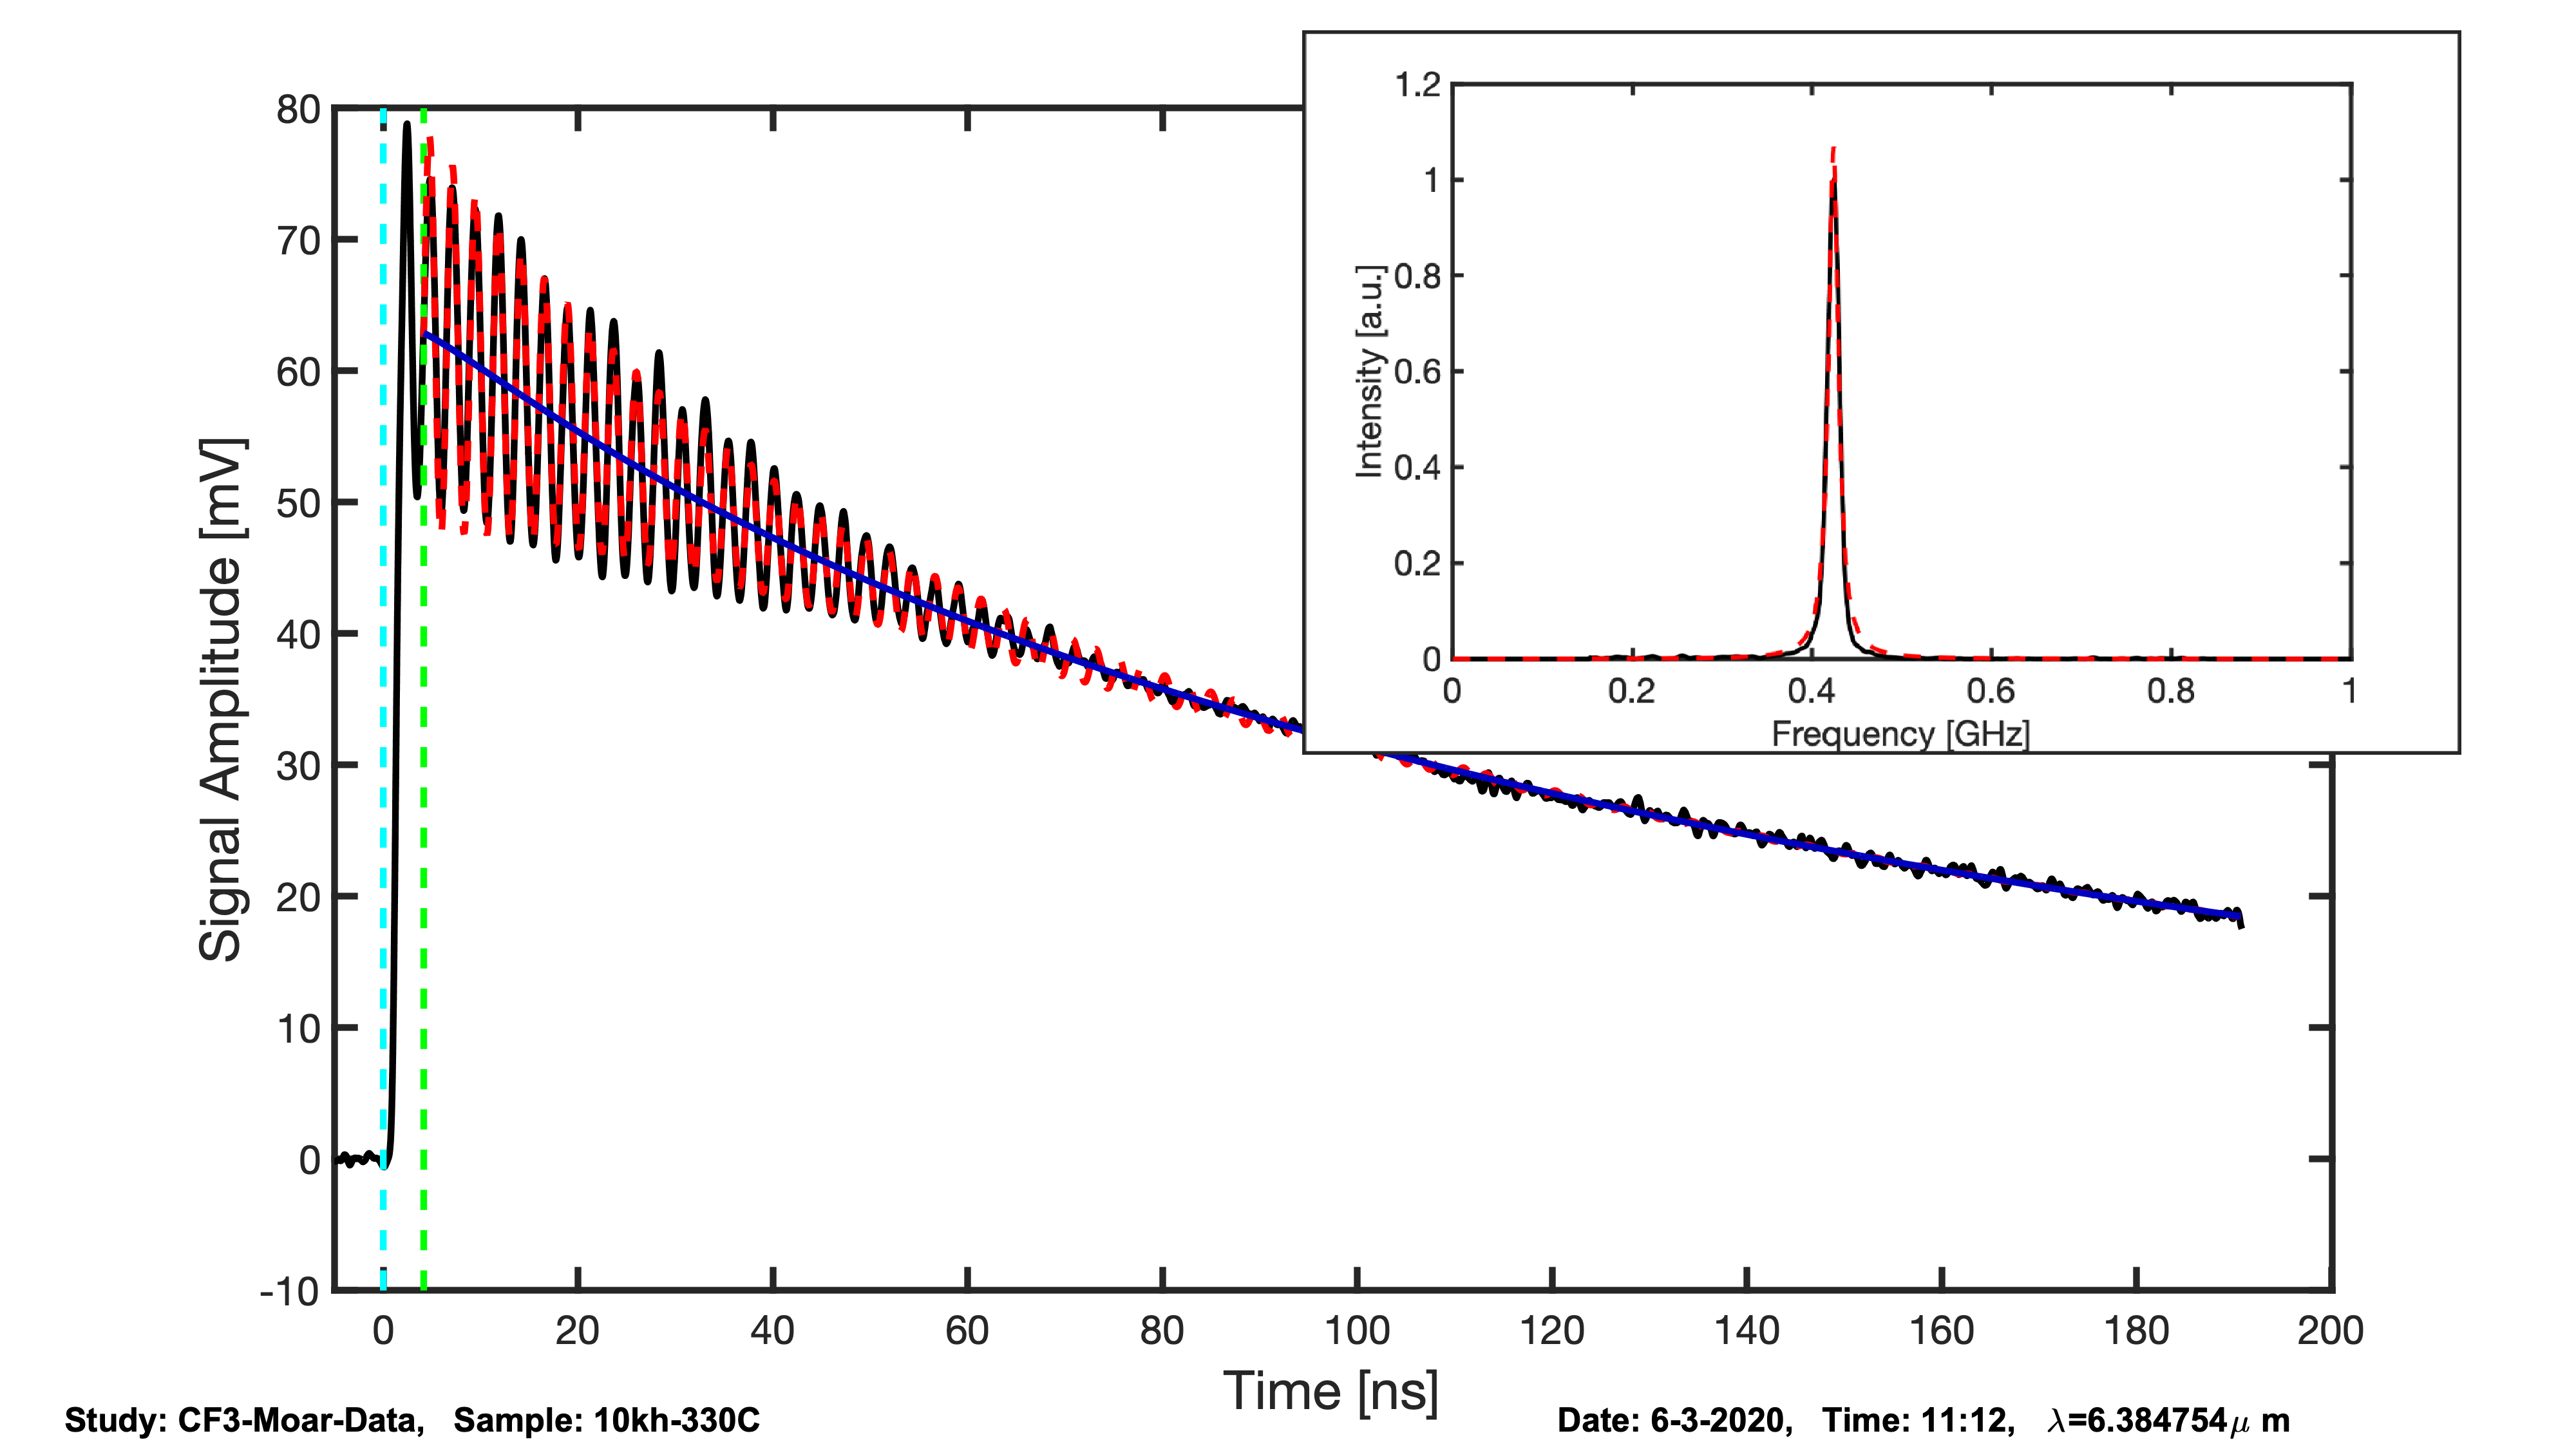 80
70
60
50
40
30
20
10
0
-10
Signal Amplitude [mV]
0 20 40 60 80 100 120 140 160 180 200
Time [ns]
1.2
1
0.8
0.6
0.4
0.2
0
Intensity [a.u.]
0 0.2 0.4 0.6 0.8 1
Frequency [GHz]
Study: CF3-Moar-Data, Sample: 10kh-330C
Date: 6-3-2020, Time: 11:12, λ=6.384754μ m